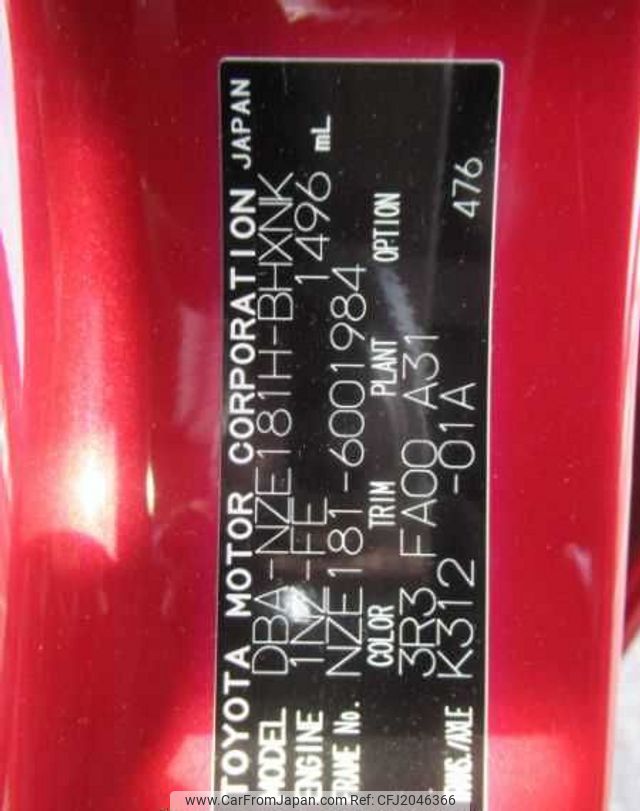 TOYOTA MOTOR CORPORATION JAPAN
MODEL DBA-NZE181H-BHXNK
ENGINE 1NZ-FE 1496 mL
FRAME No. NZE181-6001984
COLOR TRIM PLANT OPTION
3R3 FA00 A31
TRANS./AXLE K312 -01A 476
www.CarFromJapan.com | CFJ2046366